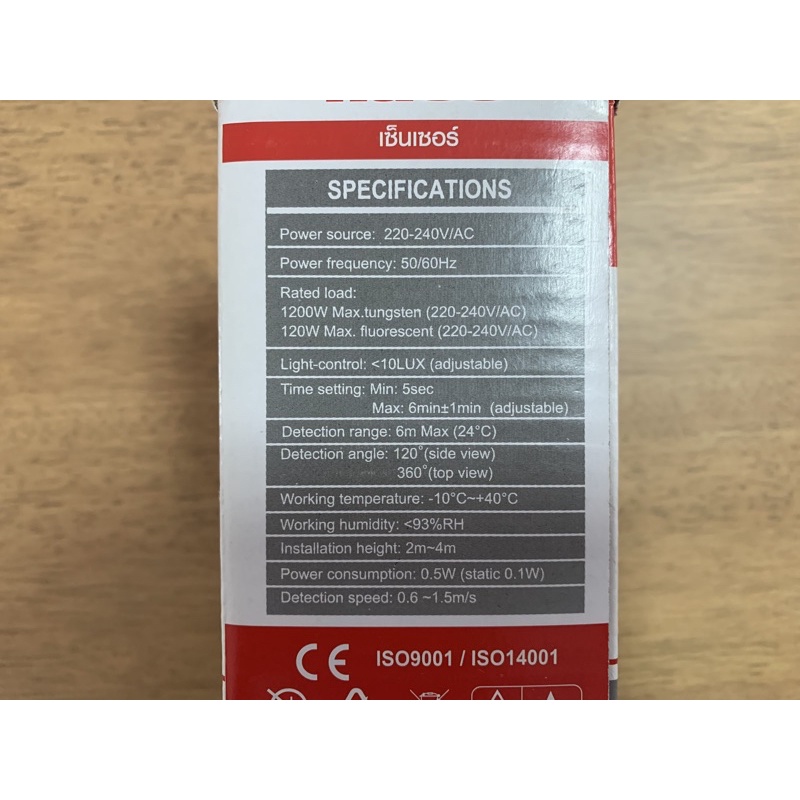 เซ็นเซอร์
SPECIFICATIONS
Power source: 220-240V/AC
Power frequency: 50/60Hz
Rated load:
1200W Max.tungsten (220-240V/AC)
120W Max. fluorescent (220-240V/AC)
Light-control: <10LUX (adjustable)
Time setting: Min: 5sec
Max: 6min±1min (adjustable)
Detection range: 6m Max (24°C)
Detection angle: 120°(side view)
360°(top view)
Working temperature: -10°C~+40°C
Working humidity: <93%RH
Installation height: 2m~4m
Power consumption: 0.5W (static 0.1W)
Detection speed: 0.6 ~1.5m/s
CE ISO9001 / ISO14001